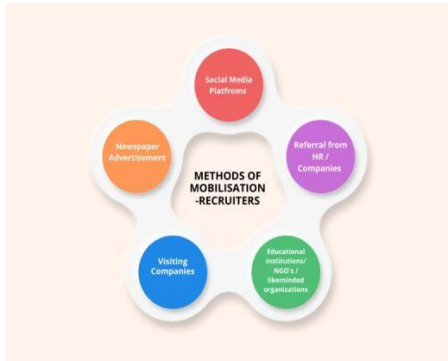 Social Media
Platfroms
Newspaper
Advertisement
Referral from
HR /
Companies
METHODS OF
MOBILISATION
-RECRUITERS
Visiting
Companies
Educational
Institutions/
NGO's /
likeminded
organizations